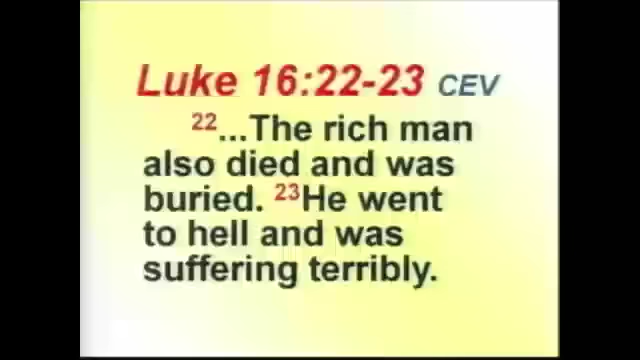 Luke 16:22-23 CEV
22...The rich man
also died and was
buried. 23He went
to hell and was
suffering terribly.